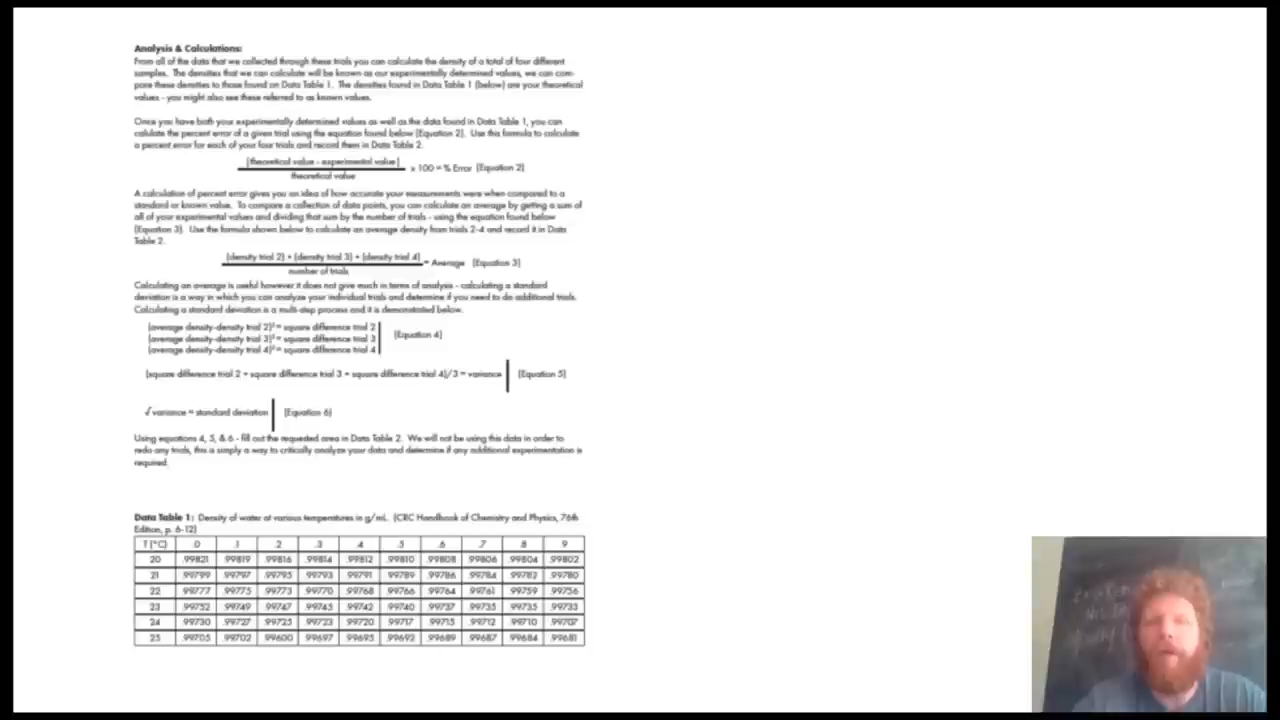 Analysis & Calculations:
From all of the data that we collected through these trials you can calculate the density of a total of four different
samples. The densities that we can calculate will be known as our experimentally determined values, we can com-
pare these densities to those found on Data Table 1. The densities found in Data Table 1 (below) are your theoretical
values - you might also see these referred to as known values.
Once you have both your experimentally determined values as well as the data found in Data Table 1, you can
calulate the percent error of a given trial using the equation found below (Equation 2). Use this formula to calculate
a percent error for each of your four trials and record them in Data Table 2.
|theoretical value - experimental value|
theoretical value
x 100 = % Error (Equation 2)
A calculation of percent error gives you an idea of how accurate your measurements were when compared to a
standard or known value. To compare a collection of data points, you can calculate an average by getting a sum of
all of your experimental values and dividing that sum by the number of trials - using the equation found below
(Equation 3). Use the formula shown below to calculate an average density from trials 2-4 and record it in Data
Table 2.
(density trial 2) + (density trial 3) + (density trial 4)
number of trials
= Average (Equation 3)
Calculating an average is useful however it does not give much in terms of analysis - calculating a standard
deviation is a way in which you can analyze your individual trials and determine if you need to do additional trials.
Calculating a standard deviation is a multi-step process and it is demonstrated below.
(average density-density trial 2)² = square difference trial 2
(average density-density trial 3)² = square difference trial 3
(average density-density trial 4)² = square difference trial 4
(Equation 4)
(square difference trial 2 + square difference trial 3 + square difference trial 4)/3 = variance (Equation 5)
√ variance = standard deviation (Equation 6)
Using equations 4, 5, & 6 - fill out the requested area in Data Table 2. We will not be using this data in order to
redo any trials, this is simply a way to critically analyze your data and determine if any additional experimentation is
required.
Data Table 1: Density of water at various temperatures in g/mL. (CRC Handbook of Chemistry and Physics, 76th
Edition, p. 6-12)
T (°C) .0 .1 .2 .3 .4 .5 .6 .7 .8 .9
20 .99821 .99819 .99816 .99814 .99812 .99810 .99808 .99806 .99804 .99802
21 .99799 .99797 .99795 .99793 .99791 .99789 .99786 .99784 .99782 .99780
22 .99777 .99775 .99773 .99770 .99768 .99766 .99764 .99761 .99759 .99756
23 .99752 .99749 .99747 .99745 .99742 .99740 .99737 .99735 .99735 .99733
24 .99730 .99727 .99725 .99723 .99720 .99717 .99715 .99712 .99710 .99707
25 .99705 .99702 .99600 .99697 .99695 .99692 .99689 .99687 .99684 .99681